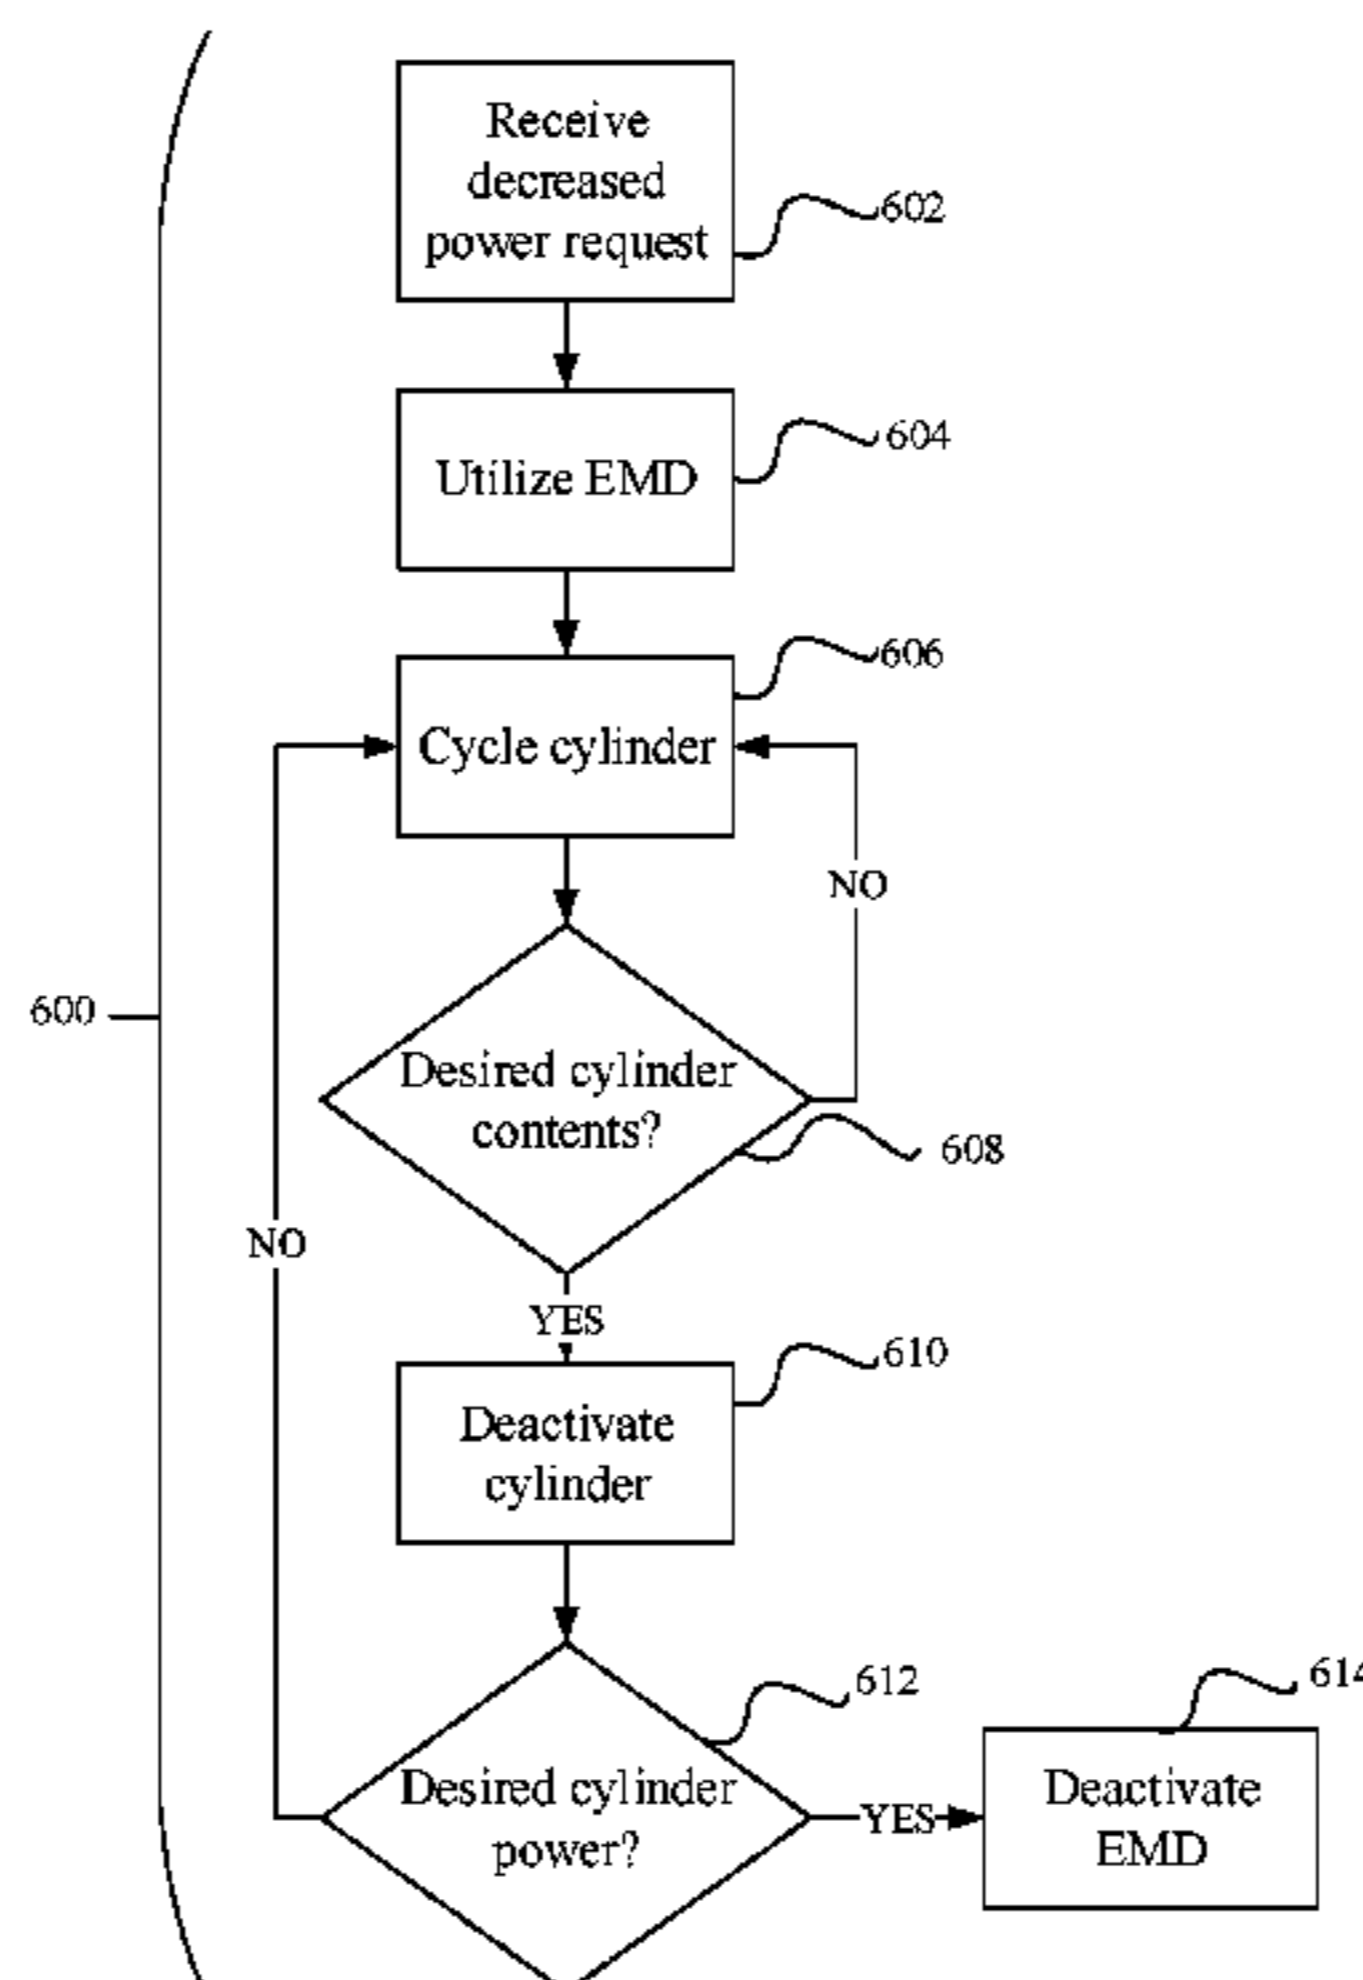 Receive
decreased
power request
602
Utilize EMD
604
606
Cycle cylinder
NO
600
Desired cylinder
contents?
608
NO
YES
610
Deactivate
cylinder
612
614
Desired cylinder
power?
YES
Deactivate
EMD